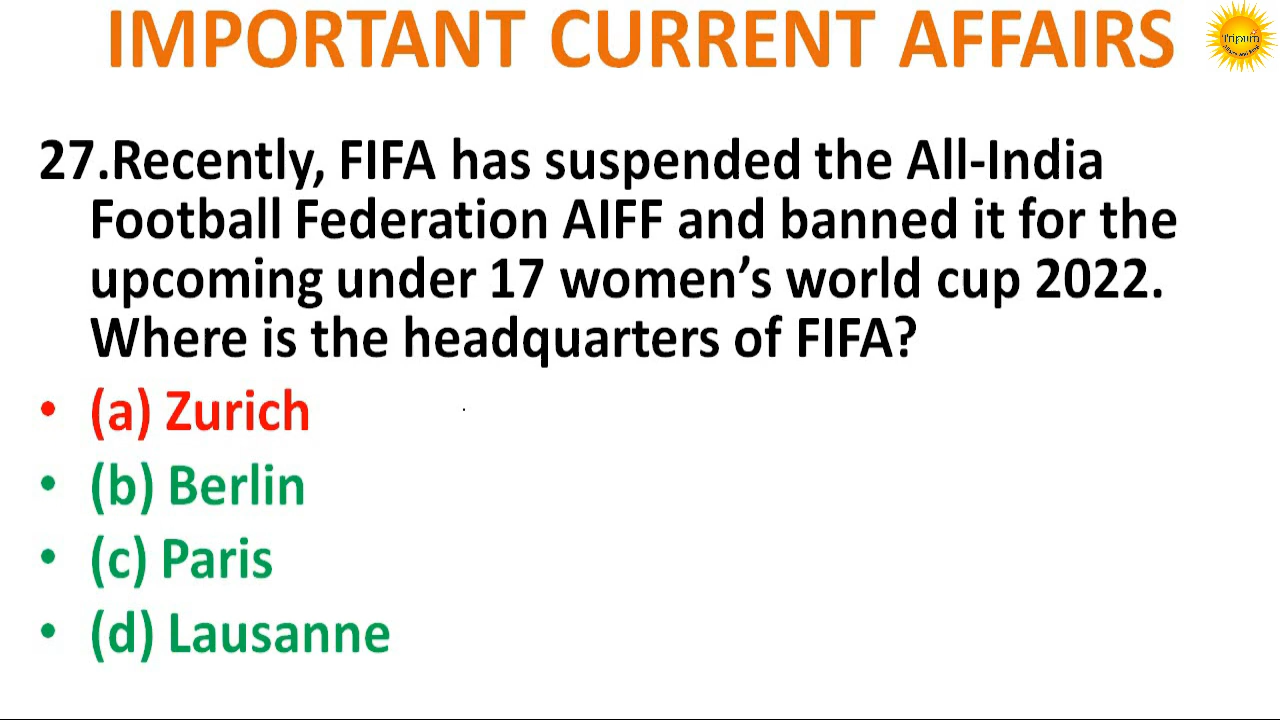 IMPORTANT CURRENT AFFAIRS
Tripura
27.Recently, FIFA has suspended the All-India
Football Federation AIFF and banned it for the
upcoming under 17 women’s world cup 2022.
Where is the headquarters of FIFA?
• (a) Zurich
• (b) Berlin
• (c) Paris
• (d) Lausanne